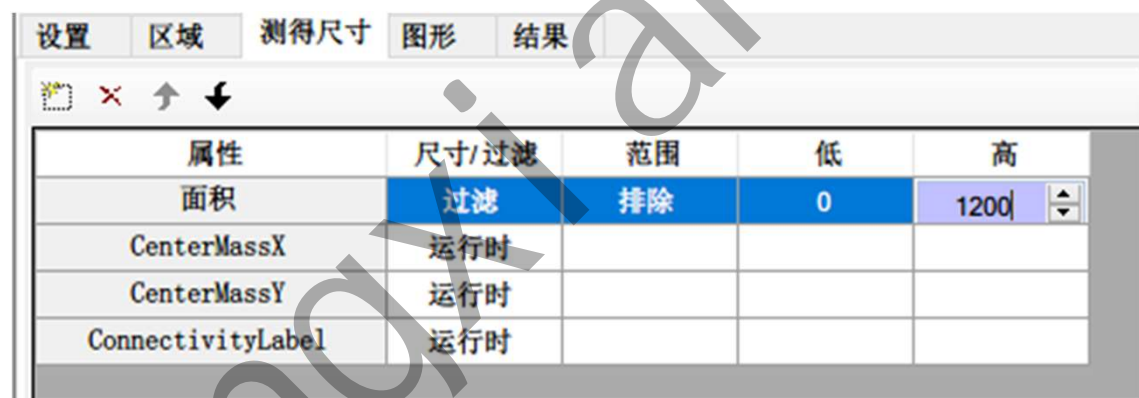 设置 区域 测得尺寸 图形 结果
属性 尺寸/过滤 范围 低 高
面积 过滤 排除 0 1200
CenterMassX 运行时
CenterMassY 运行时
ConnectivityLabel 运行时